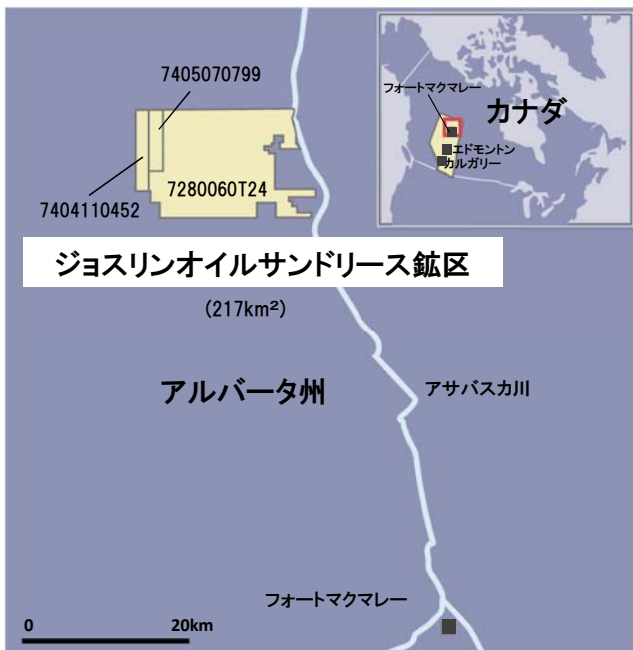 7405070799
7280060T24
7404110452
ジョスリンオイルサンドリース鉱区
(217km²)
アルバータ州
アサバスカ川
フォートマクマレー
0
20km
フォートマクマレー
カナダ
エドモントン
カルガリー